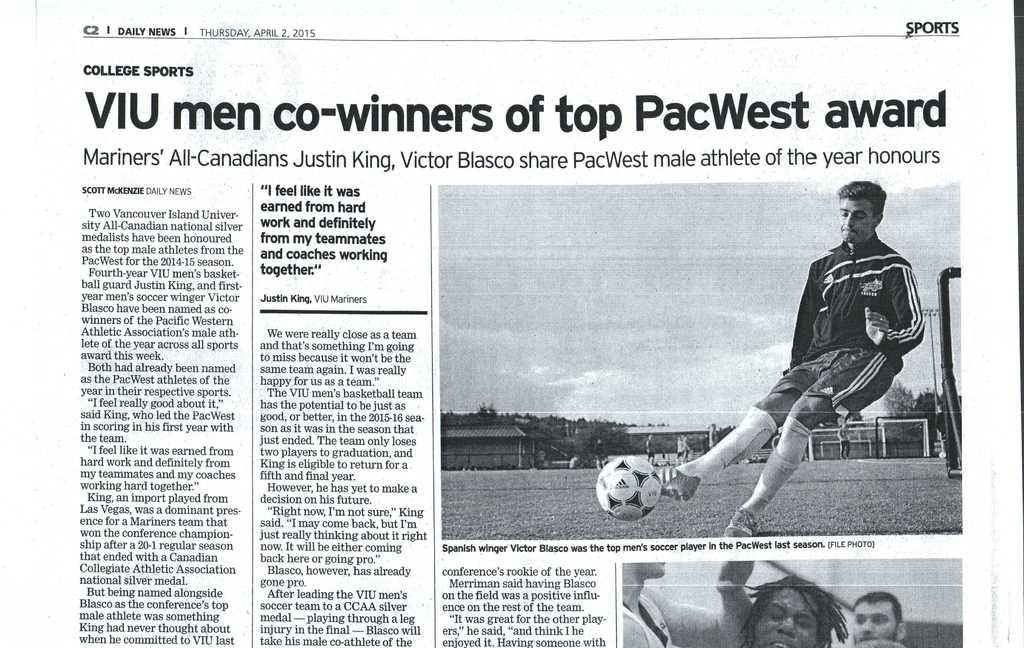 C2 | DAILY NEWS | THURSDAY, APRIL 2, 2015
SPORTS
COLLEGE SPORTS
VIU men co-winners of top PacWest award
Mariners' All-Canadians Justin King, Victor Blasco share PacWest male athlete of the year honours
SCOTT McKENZIE DAILY NEWS
Two Vancouver Island Univer-
sity All-Canadian national silver
medalists have been honoured
as the top male athletes from the
PacWest for the 2014-15 season.
Fourth-year VIU men's basket-
ball guard Justin King, and first-
year men's soccer winger Victor
Blasco have been named as co-
winners of the Pacific Western
Athletic Association's male ath-
lete of the year across all sports
award this week.
Both had already been named
as the PacWest athletes of the
year in their respective sports.
"I feel really good about it,"
said King, who led the PacWest
in scoring in his first year with
the team.
"I feel like it was earned from
hard work and definitely from
my teammates and my coaches
working hard together."
King, an import played from
Las Vegas, was a dominant pres-
ence for a Mariners team that
won the conference champion-
ship after a 20-1 regular season
that ended with a Canadian
Collegiate Athletic Association
national silver medal.
But being named alongside
Blasco as the conference's top
male athlete was something
King had never thought about
when he committed to VIU last
"I feel like it was
earned from hard
work and definitely
from my teammates
and coaches working
together."
Justin King, VIU Mariners
We were really close as a team
and that's something I'm going
to miss because it won't be the
same team again. I was really
happy for us as a team."
The VIU men's basketball team
has the potential to be just as
good, or better, in the 2015-16 sea-
son as it was in the season that
just ended. The team only loses
two players to graduation, and
King is eligible to return for a
fifth and final year.
However, he has yet to make a
decision on his future.
"Right now, I'm not sure," King
said. "I may come back, but I'm
just really thinking about it right
now. It will be either coming
back here or going pro."
Blasco, however, has already
gone pro.
After leading the VIU men's
soccer team to a CCAA silver
medal — playing through a leg
injury in the final — Blasco will
take his male co-athlete of the
Spanish winger Victor Blasco was the top men's soccer player in the PacWest last season. [FILE PHOTO]
conference's rookie of the year.
Merriman said having Blasco
on the field was a positive influ-
ence on the rest of the team.
"It was great for the other play-
ers," he said, "and think I he
enjoyed it. Having someone with